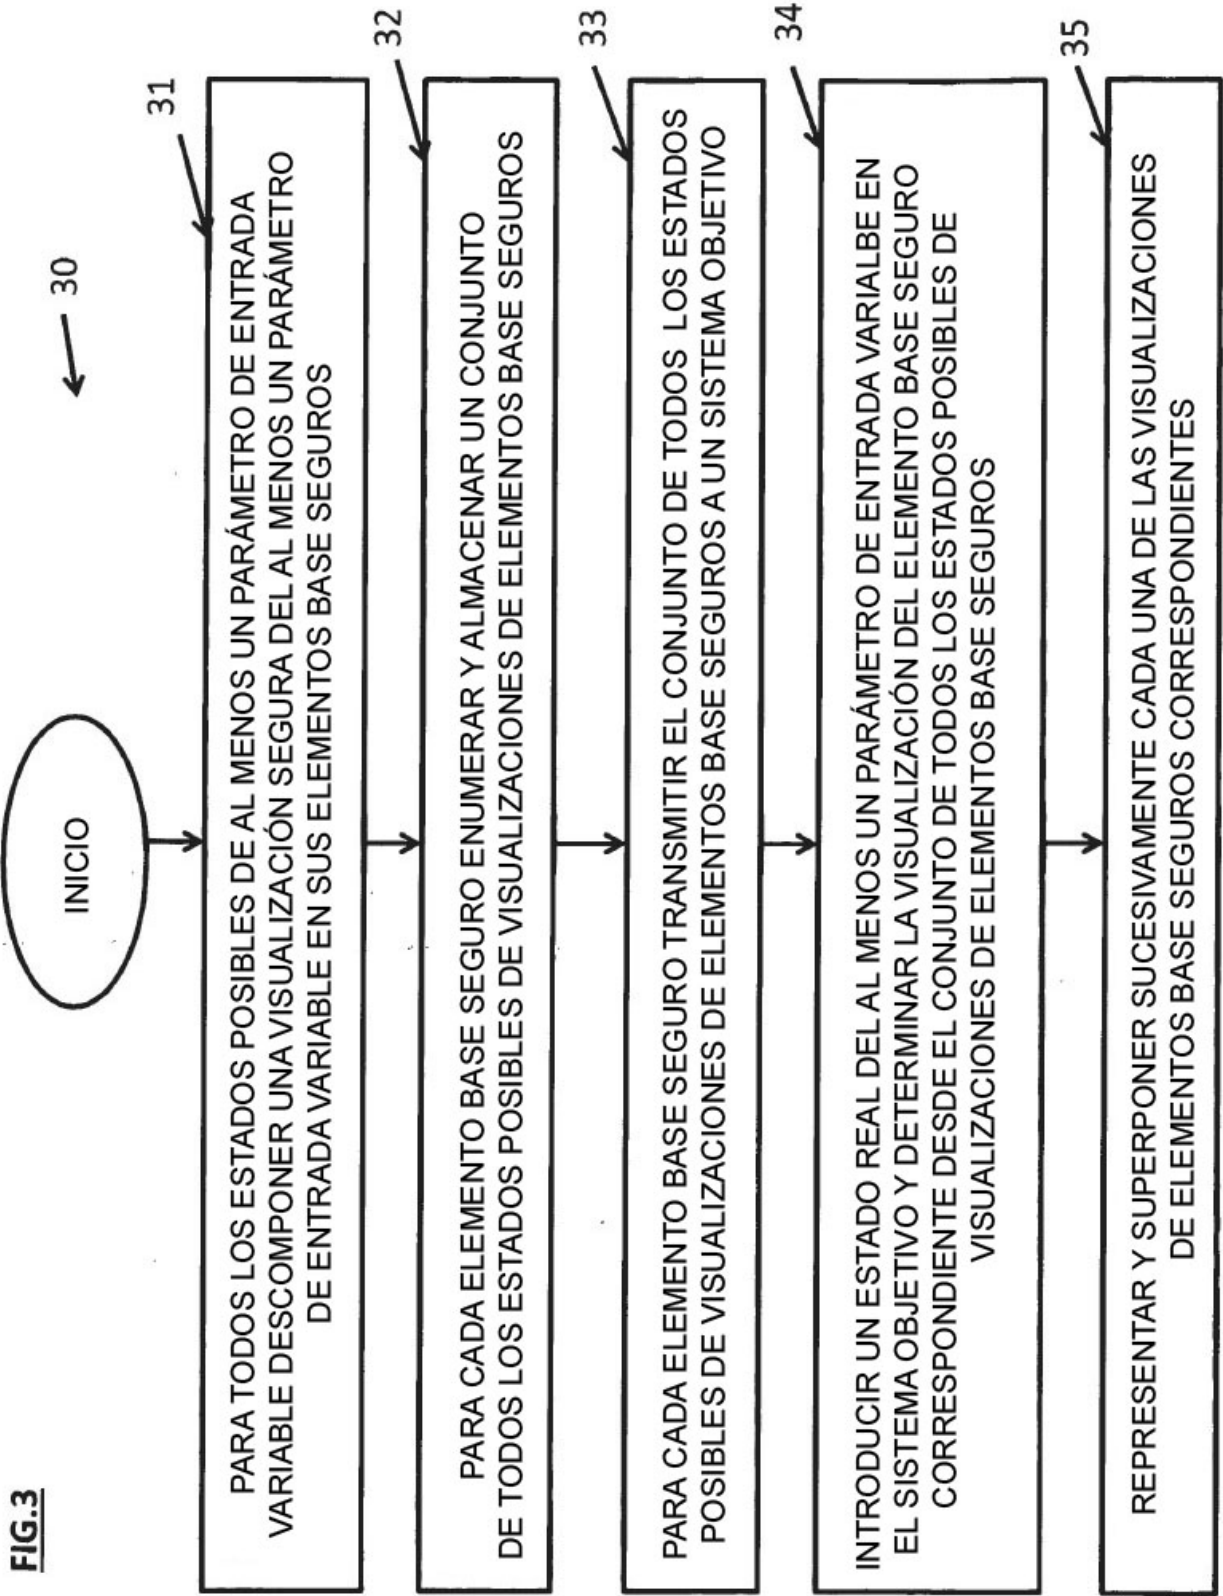 FIG.3
30
INICIO
31
PARA TODOS LOS ESTADOS POSIBLES DE AL MENOS UN PARÁMETRO DE ENTRADA
VARIABLE DESCOMPONER UNA VISUALIZACIÓN SEGURA DEL AL MENOS UN PARÁMETRO
DE ENTRADA VARIABLE EN SUS ELEMENTOS BASE SEGUROS
32
PARA CADA ELEMENTO BASE SEGURO ENUMERAR Y ALMACENAR UN CONJUNTO
DE TODOS LOS ESTADOS POSIBLES DE VISUALIZACIONES DE ELEMENTOS BASE SEGUROS
33
PARA CADA ELEMENTO BASE SEGURO TRANSMITIR EL CONJUNTO DE TODOS LOS ESTADOS
POSIBLES DE VISUALIZACIONES DE ELEMENTOS BASE SEGUROS A UN SISTEMA OBJETIVO
34
INTRODUCIR UN ESTADO REAL DEL AL MENOS UN PARÁMETRO DE ENTRADA VARIALBE EN
EL SISTEMA OBJETIVO Y DETERMINAR LA VISUALIZACIÓN DEL ELEMENTO BASE SEGURO
CORRESPONDIENTE DESDE EL CONJUNTO DE TODOS LOS ESTADOS POSIBLES DE
VISUALIZACIONES DE ELEMENTOS BASE SEGUROS
35
REPRESENTAR Y SUPERPONER SUCESIVAMENTE CADA UNA DE LAS VISUALIZACIONES
DE ELEMENTOS BASE SEGUROS CORRESPONDIENTES